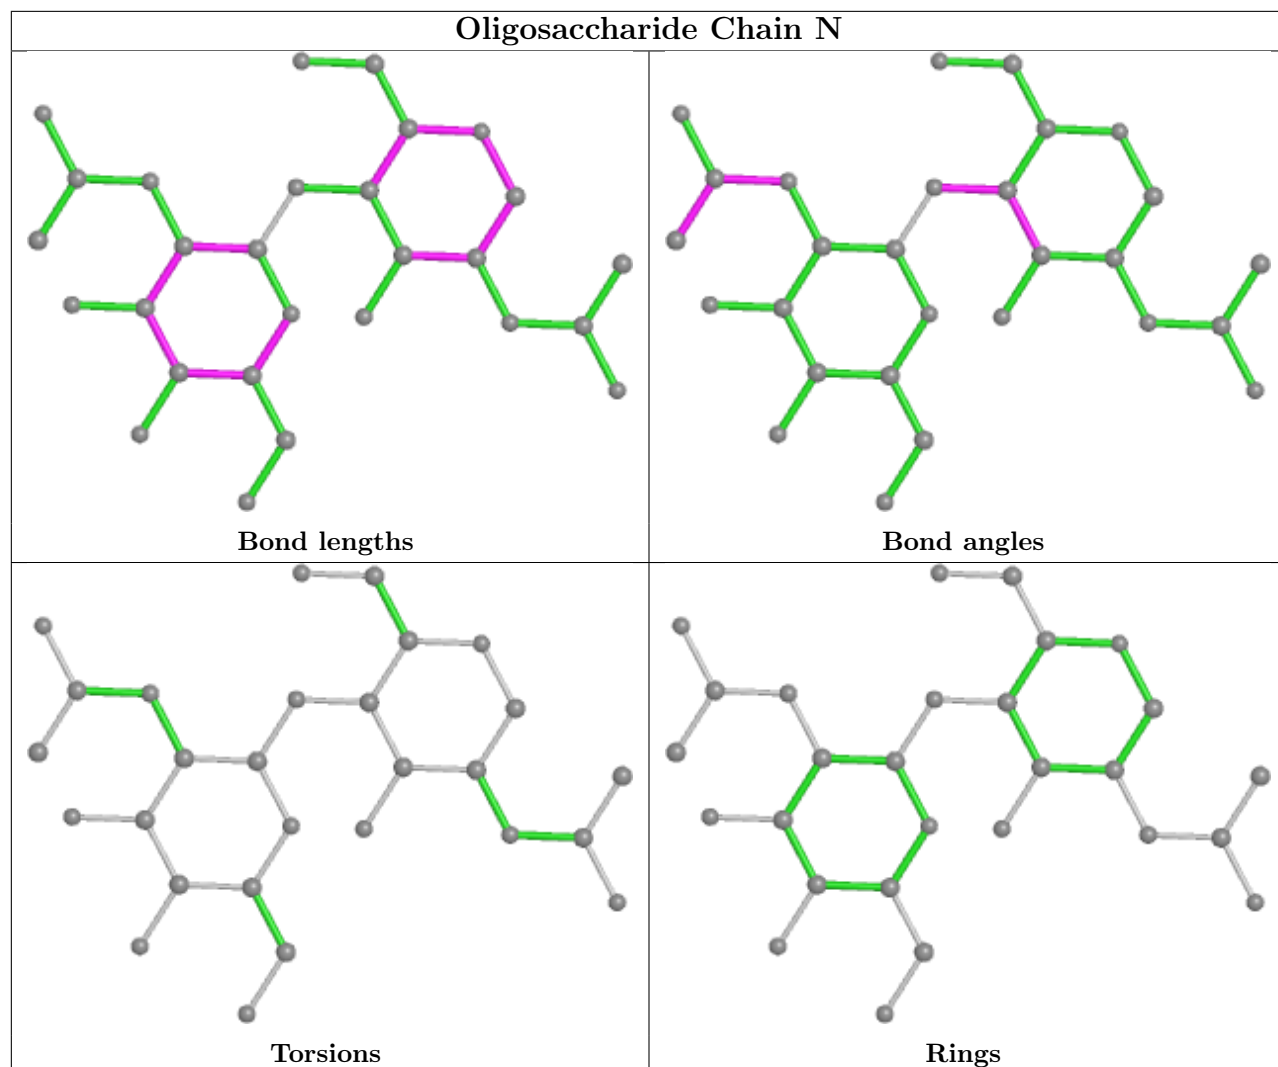 Oligosaccharide Chain N
Bond lengths
Bond angles
Torsions
Rings